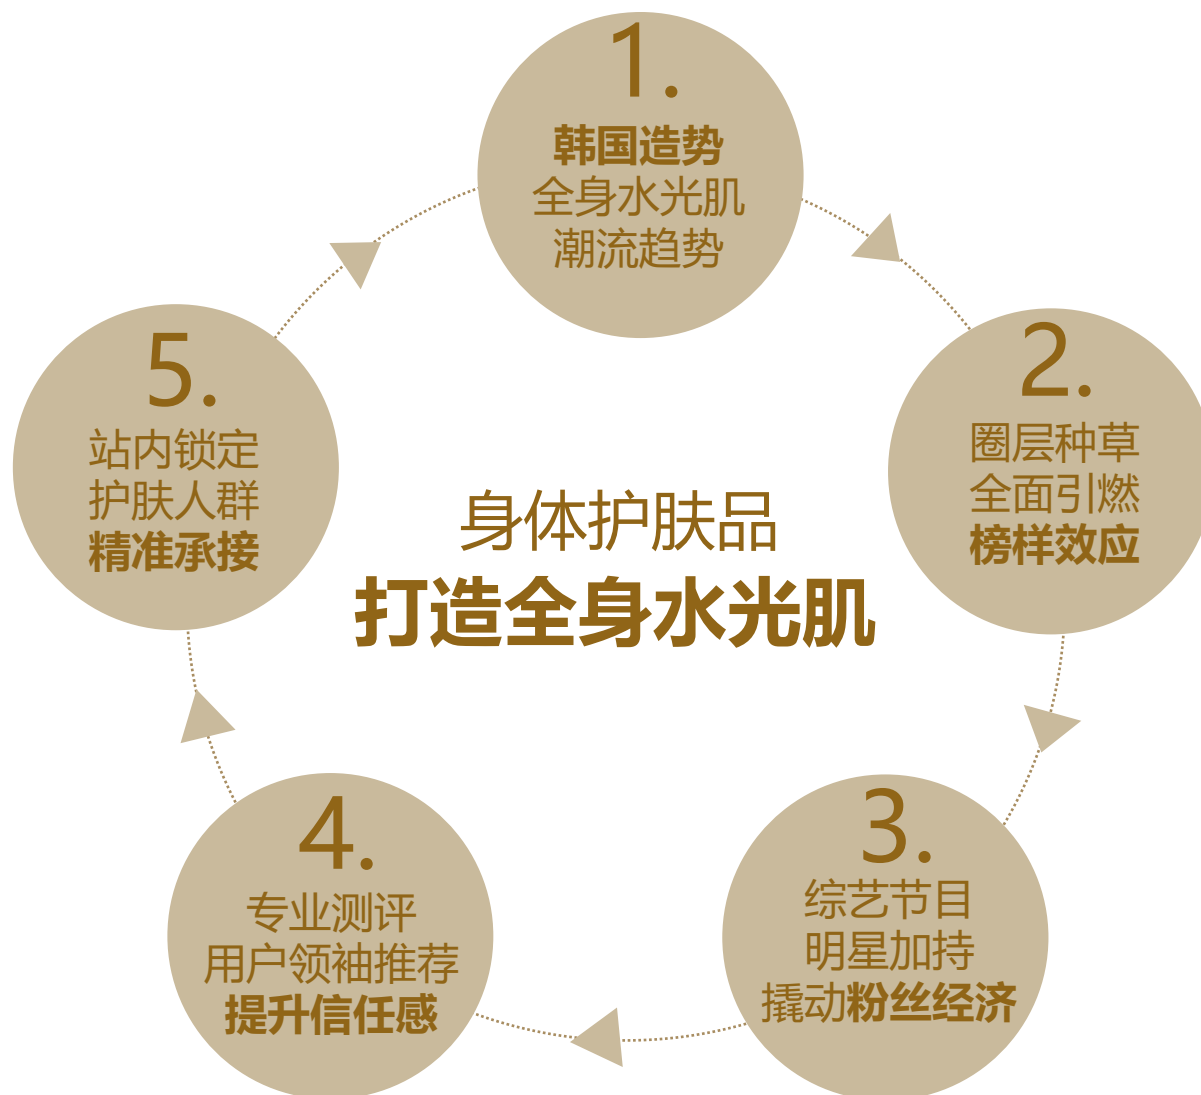 1.
韩国造势
全身水光肌
潮流趋势
2.
圈层种草
全面引燃
榜样效应
3.
综艺节目
明星加持
撬动粉丝经济
4.
专业测评
用户领袖推荐
提升信任感
5.
站内锁定
护肤人群
精准承接
身体护肤品
打造全身水光肌